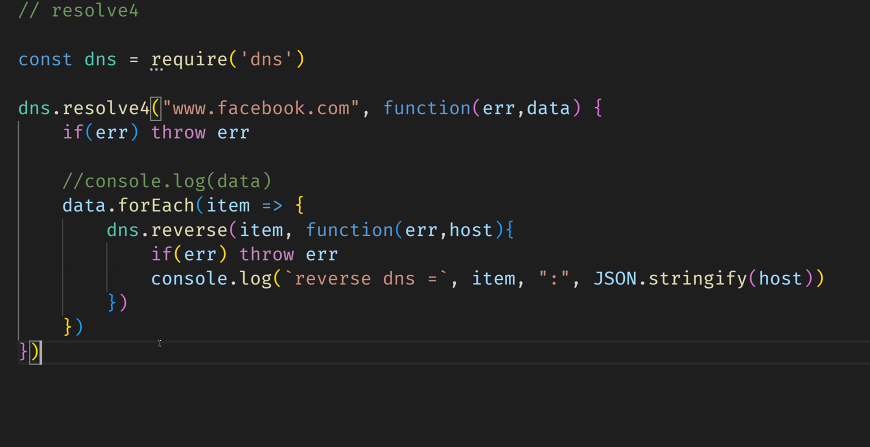 // resolve4
const dns = require('dns')
dns.resolve4("www.facebook.com", function(err,data) {
if(err) throw err
//console.log(data)
data.forEach(item => {
dns.reverse(item, function(err,host){
if(err) throw err
console.log(`reverse dns =`, item, ":", JSON.stringify(host))
})
})
})